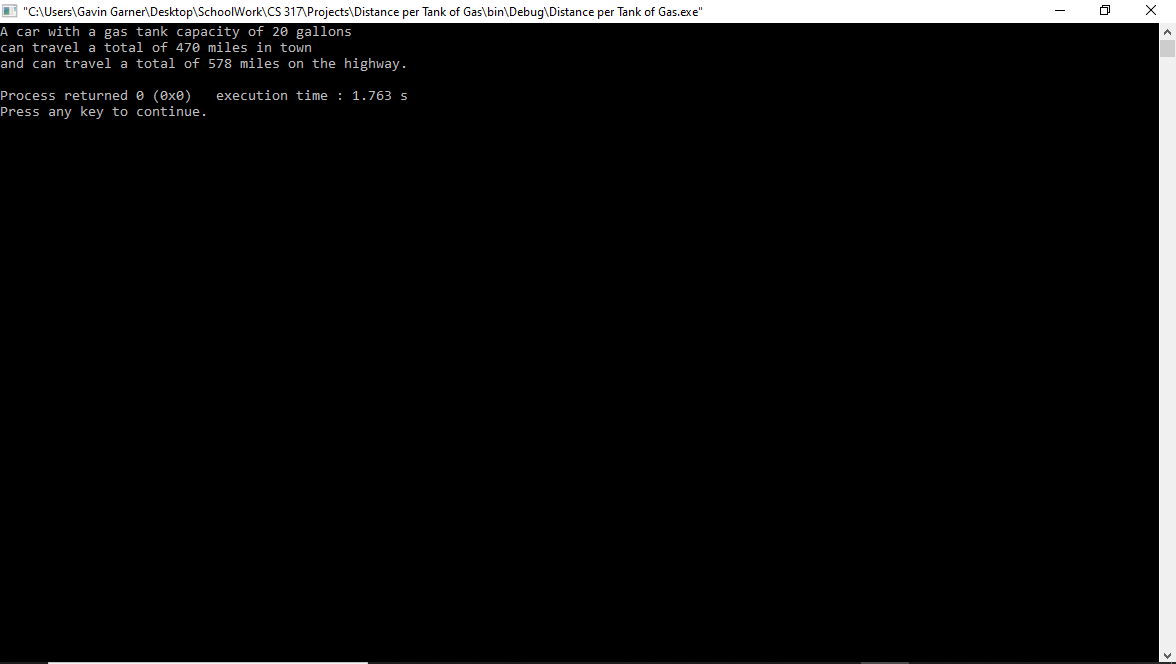 "C:\Users\Gavin Garner\Desktop\SchoolWork\CS 317\Projects\Distance per Tank of Gas\bin\Debug\Distance per Tank of Gas.exe"
A car with a gas tank capacity of 20 gallons
can travel a total of 470 miles in town
and can travel a total of 578 miles on the highway.
Process returned 0 (0x0)   execution time : 1.763 s
Press any key to continue.